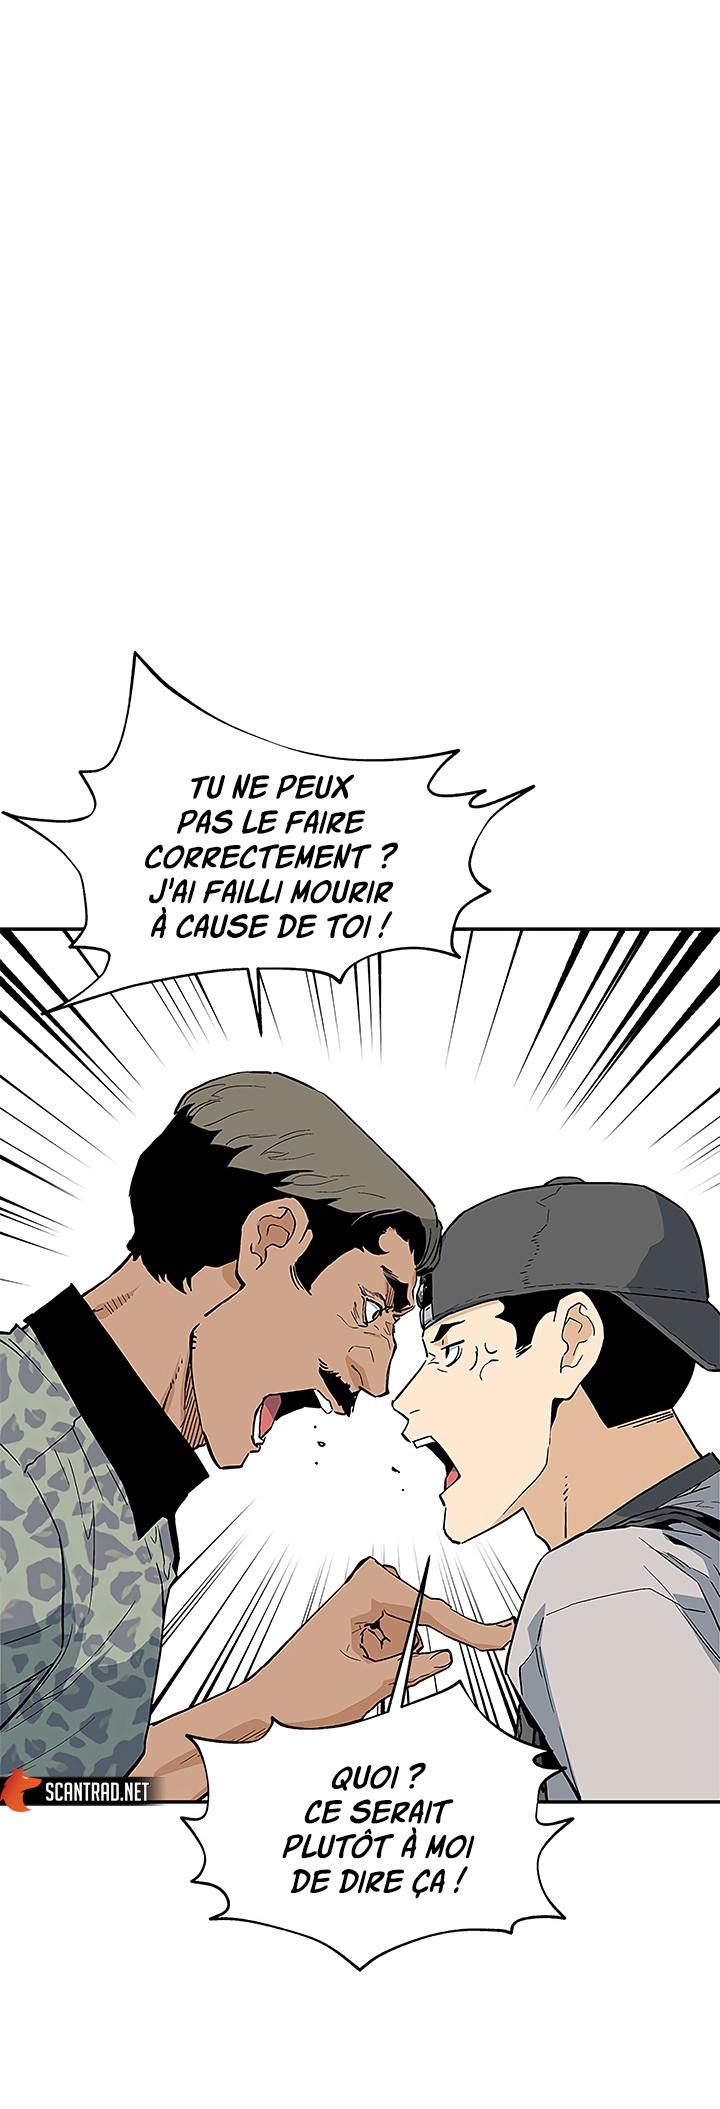 TU NE PEUX
PAS LE FAIRE
CORRECTEMENT ?
J'AI FAILLI MOURIR
À CAUSE DE TOI !
SCANTRAD.NET
QUOI ?
CE SERAIT
PLUTÔT À MOI
DE DIRE ÇA !